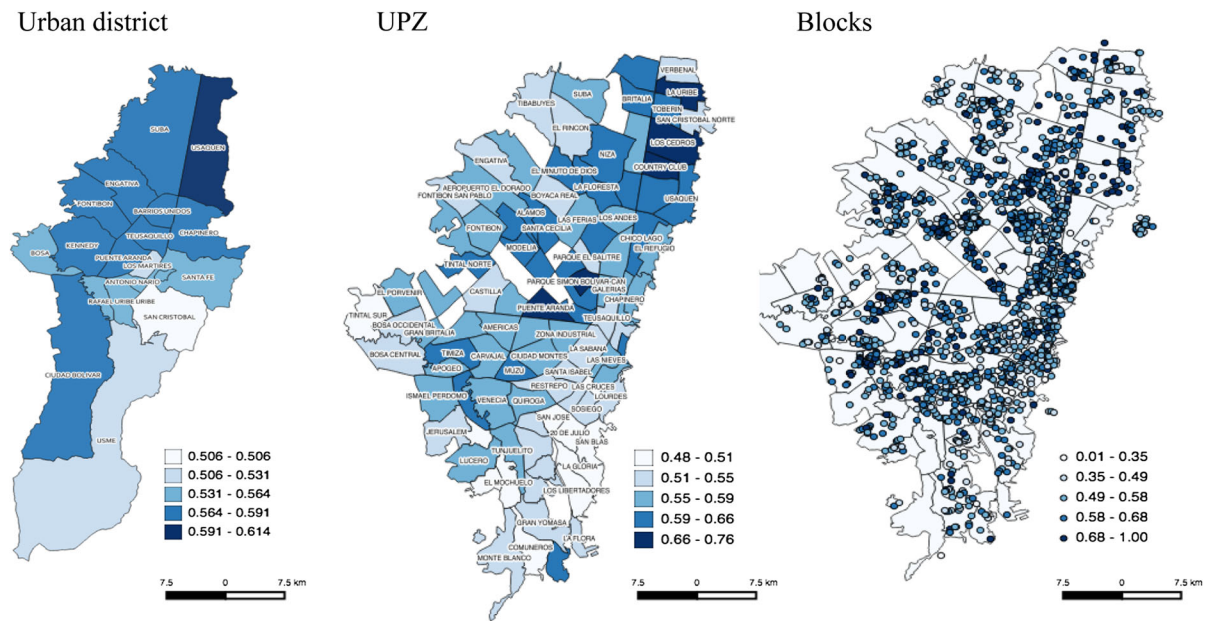 Urban district
SUBA
USAQUEN
ENGATIVA
FONTIBON
BARRIOS UNIDOS
TEUSAQUILLO
CHAPINERO
BOSA
KENNEDY
PUENTE ARANDA
LOS MARTIRES
SANTA FE
ANTONIO NARIO
RAFAEL URIBE URIBE
SAN CRISTOBAL
CIUDAD BOLIVAR
USME
0.506 - 0.506
0.506 - 0.531
0.531 - 0.564
0.564 - 0.591
0.591 - 0.614
7.5 0 7.5 km
UPZ
VERBENAL
LA URIBE
SUBA
BRITALIA
TIBABUYES
TOBERIN
SAN CRISTOBAL NORTE
EL RINCON
LOS CEDROS
NIZA
ENGATIVA
COUNTRY CLUB
EL MINUTO DE DIOS
AEROPUERTO EL DORADO
LA FLORESTA
FONTIBON SAN PABLO
BOYACA REAL
USAQUEN
ALAMOS
LAS FERIAS
LOS ANDES
FONTIBON
SANTA CECILIA
CHICO LAGO
MODELIA
EL REFUGIO
PARQUE EL SALITRE
TINTAL NORTE
PARQUE SIMON BOLIVAR-CAN
GALERIAS
CASTILLA
EL PORVENIR
CHAPINERO
PUENTE ARANDA
TINTAL SUR
TEUSAQUILLO
BOSA OCCIDENTAL
AMERICAS
GRAN BRITALIA
ZONA INDUSTRIAL
LA SABANA
BOSA CENTRAL
TIMIZA
CARVAJAL
CIUDAD MONTES
LAS NIEVES
APOGEO
MUZU
SANTA ISABEL
RESTREPO
LAS CRUCES
ISMAEL PERDOMO
VENECIA
QUIROGA
LOURDES
SOSIEGO
SAN JOSE
JERUSALEM
20 DE JULIO
SAN BLAS
TUNJUELITO
LUCERO
LA GLORIA
EL MOCHUELO
LOS LIBERTADORES
GRAN YOMASA
LA FLORA
COMUNEROS
MONTE BLANCO
0.48 - 0.51
0.51 - 0.55
0.55 - 0.59
0.59 - 0.66
0.66 - 0.76
7.5 0 7.5 km
Blocks
0.01 - 0.35
0.35 - 0.49
0.49 - 0.58
0.58 - 0.68
0.68 - 1.00
7.5 0 7.5 km